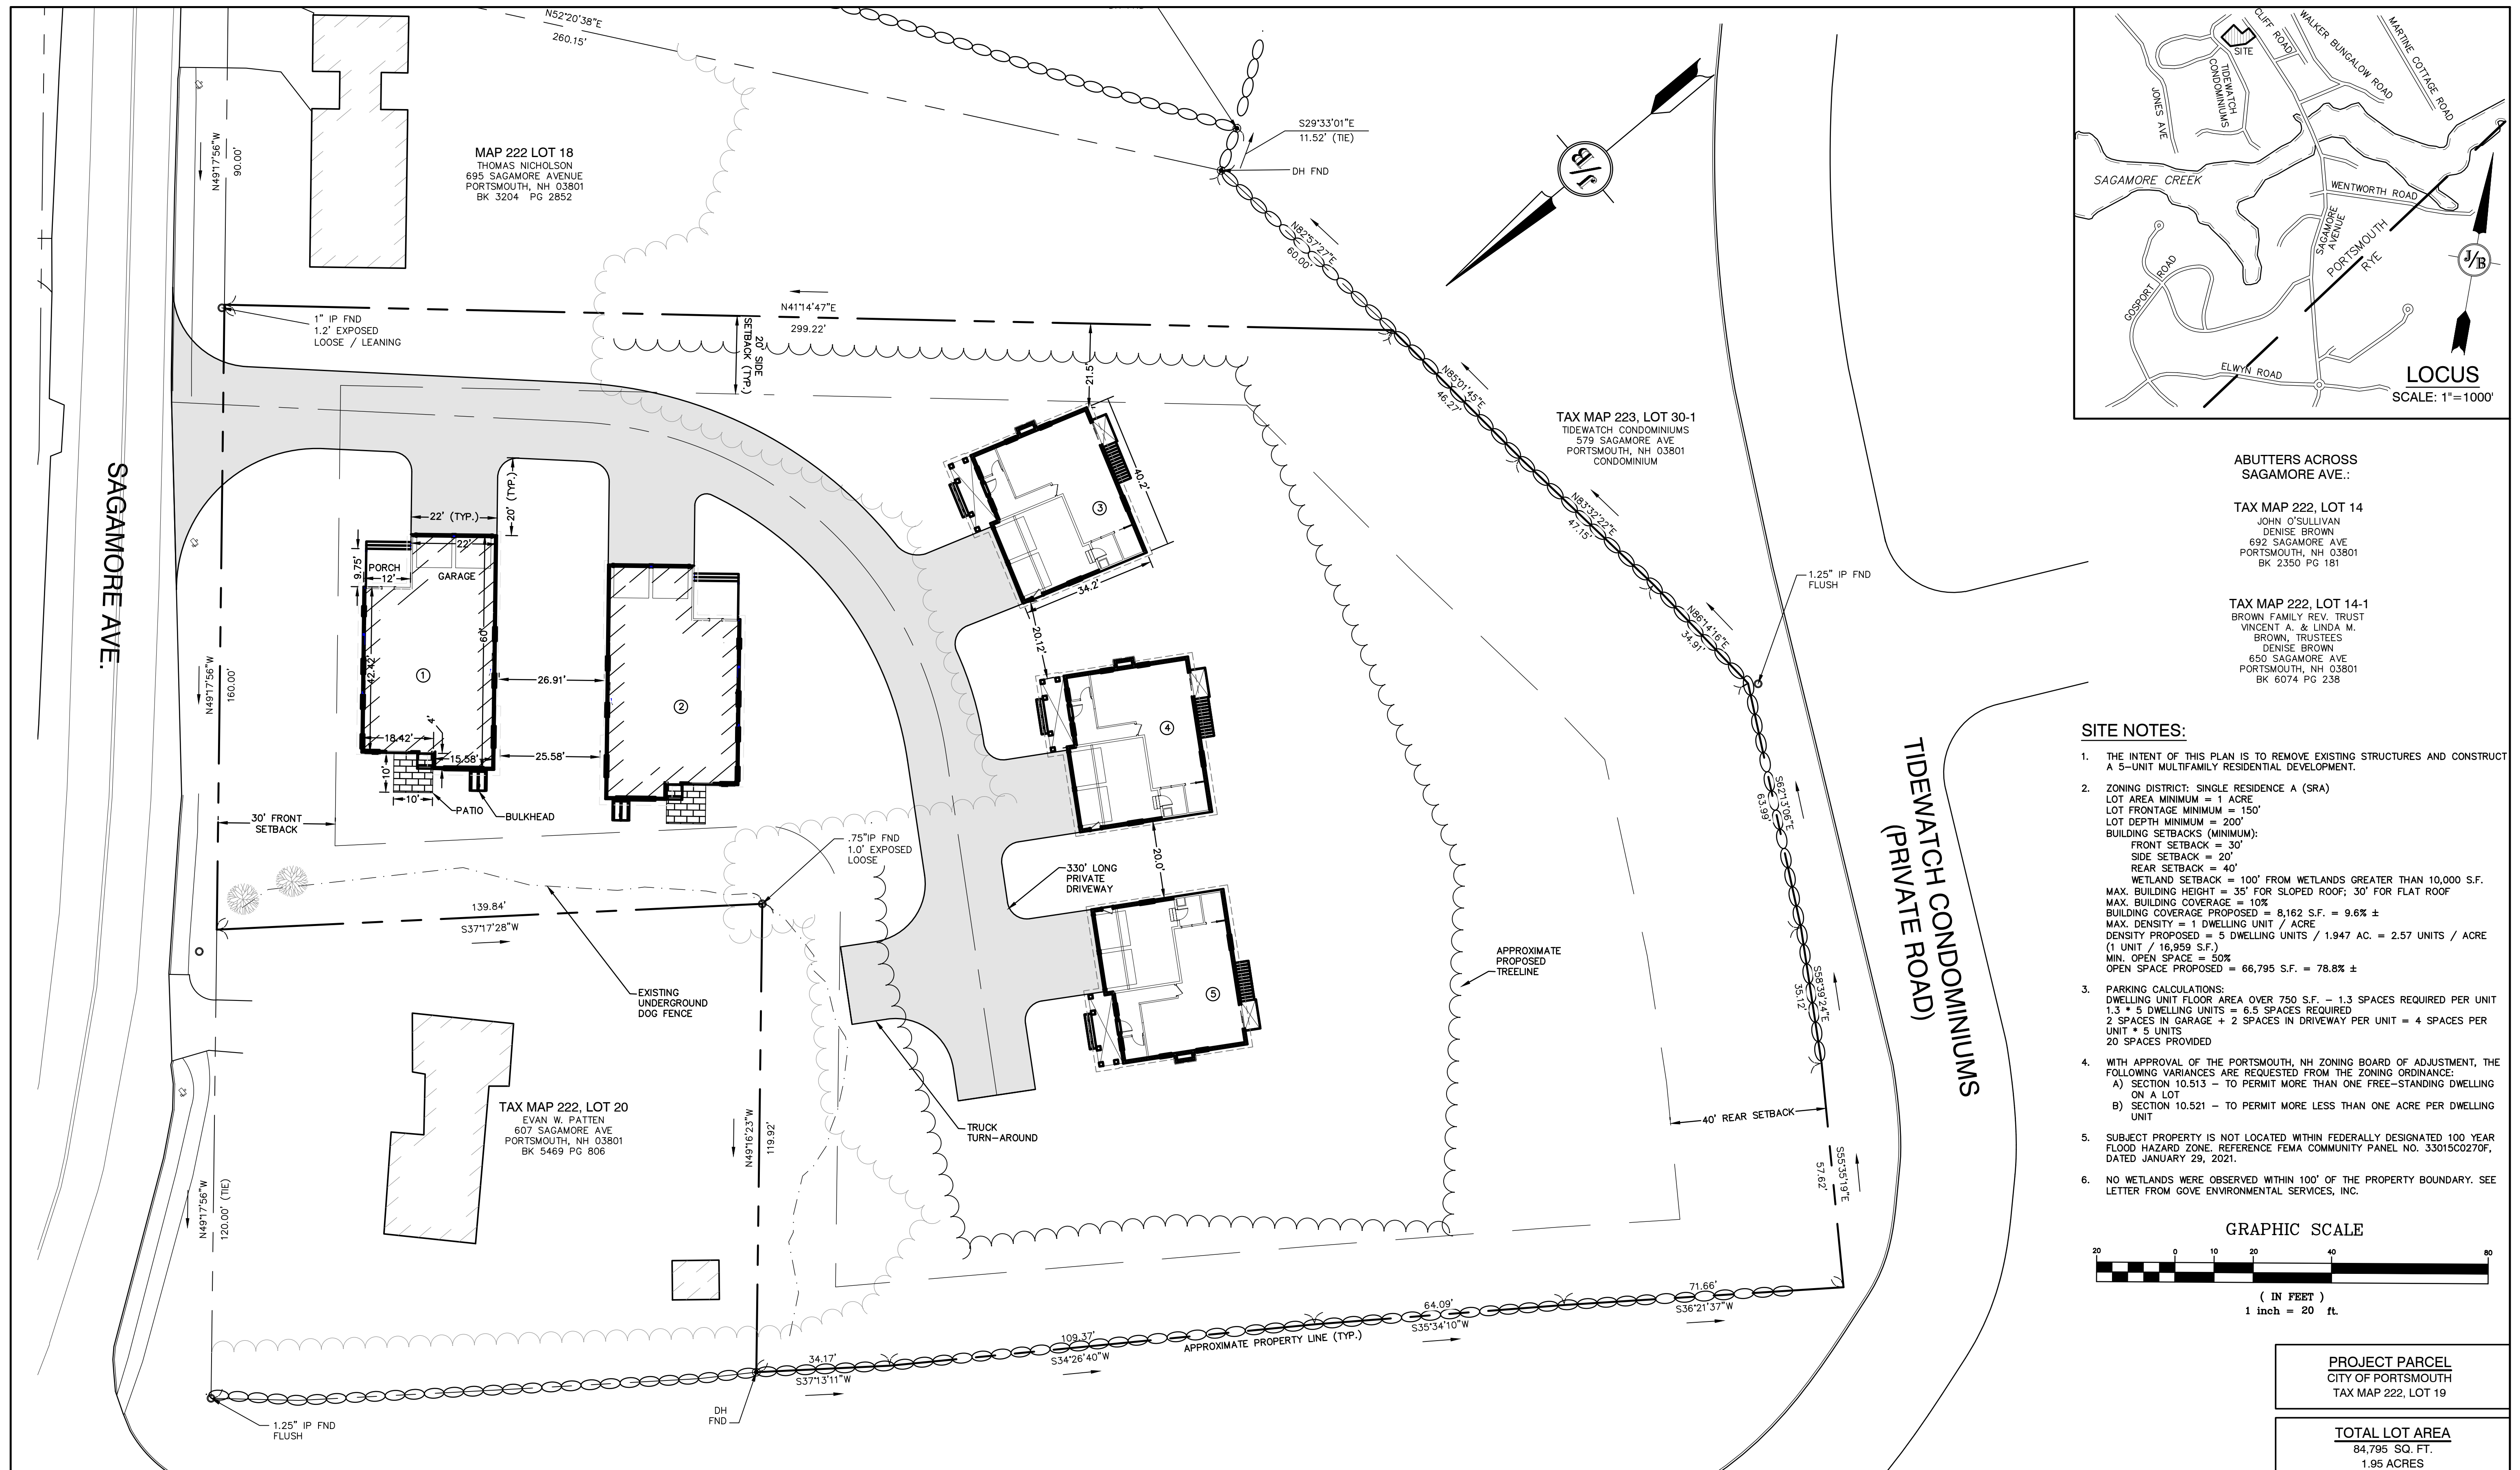 N52°20'38"E
260.15'
MAP 222 LOT 18
THOMAS NICHOLSON
695 SAGAMORE AVENUE
PORTSMOUTH, NH 03801
BK 3204 PG 2852
N49°17'56"W
90.00'
1" IP FND
1.2' EXPOSED
LOOSE / LEANING
N41°14'47"E
299.22'
20' SIDE
SETBACK (TYP.)
21.5'
S29°33'01"E
11.52' (TIE)
DH FND
J/B
N82°57'27"E
60.00'
N85°01'45"E
46.27'
N83°32'22"E
47.15'
N86°14'16"E
34.91'
1.25" IP FND
FLUSH
TAX MAP 223, LOT 30-1
TIDEWATCH CONDOMINIUMS
579 SAGAMORE AVE
PORTSMOUTH, NH 03801
CONDOMINIUM
SAGAMORE AVE.
N49°17'56"W
160.00'
22' (TYP.)
20' (TYP.)
22'
9.75'
PORCH
12'
GARAGE
60'
42.42'
1
4'
18.42'
15.58'
10'
10'
PATIO
BULKHEAD
26.91'
25.58'
2
30' FRONT
SETBACK
3
40.2'
34.2'
20.12'
4
20.0'
5
330' LONG
PRIVATE
DRIVEWAY
.75"IP FND
1.0' EXPOSED
LOOSE
139.84'
S37°17'28"W
EXISTING
UNDERGROUND
DOG FENCE
APPROXIMATE
PROPOSED
TREELINE
TRUCK
TURN-AROUND
40' REAR SETBACK
S62°13'06"E
63.99'
S58°39'24"E
35.12'
S55°35'19"E
57.62'
TIDEWATCH CONDOMINIUMS
(PRIVATE ROAD)
TAX MAP 222, LOT 20
EVAN W. PATTEN
607 SAGAMORE AVE
PORTSMOUTH, NH 03801
BK 5469 PG 806
N49°16'23"W
119.92'
N49°17'56"W
120.00' (TIE)
1.25" IP FND
FLUSH
DH
FND
34.17'
S37°13'11"W
109.37'
S34°26'40"W
APPROXIMATE PROPERTY LINE (TYP.)
64.09'
S35°34'10"W
71.66'
S36°21'37"W
CLIFF ROAD
WALKER BUNGALOW ROAD
MARTINE COTTAGE ROAD
SITE
TIDEWATCH
CONDOMINIUMS
JONES AVE
SAGAMORE CREEK
WENTWORTH ROAD
SAGAMORE
AVENUE
PORTSMOUTH
RYE
GOSPORT ROAD
ELWYN ROAD
J/B
LOCUS
SCALE: 1"=1000'
ABUTTERS ACROSS
SAGAMORE AVE.:
TAX MAP 222, LOT 14
JOHN O'SULLIVAN
DENISE BROWN
692 SAGAMORE AVE
PORTSMOUTH, NH 03801
BK 2350 PG 181
TAX MAP 222, LOT 14-1
BROWN FAMILY REV. TRUST
VINCENT A. & LINDA M.
BROWN, TRUSTEES
DENISE BROWN
650 SAGAMORE AVE
PORTSMOUTH, NH 03801
BK 6074 PG 238
SITE NOTES:
1. THE INTENT OF THIS PLAN IS TO REMOVE EXISTING STRUCTURES AND CONSTRUCT
A 5-UNIT MULTIFAMILY RESIDENTIAL DEVELOPMENT.
2. ZONING DISTRICT: SINGLE RESIDENCE A (SRA)
LOT AREA MINIMUM = 1 ACRE
LOT FRONTAGE MINIMUM = 150'
LOT DEPTH MINIMUM = 200'
BUILDING SETBACKS (MINIMUM):
FRONT SETBACK = 30'
SIDE SETBACK = 20'
REAR SETBACK = 40'
WETLAND SETBACK = 100' FROM WETLANDS GREATER THAN 10,000 S.F.
MAX. BUILDING HEIGHT = 35' FOR SLOPED ROOF; 30' FOR FLAT ROOF
MAX. BUILDING COVERAGE = 10%
BUILDING COVERAGE PROPOSED = 8,162 S.F. = 9.6% ±
MAX. DENSITY = 1 DWELLING UNIT / ACRE
DENSITY PROPOSED = 5 DWELLING UNITS / 1.947 AC. = 2.57 UNITS / ACRE
(1 UNIT / 16,959 S.F.)
MIN. OPEN SPACE = 50%
OPEN SPACE PROPOSED = 66,795 S.F. = 78.8% ±
3. PARKING CALCULATIONS:
DWELLING UNIT FLOOR AREA OVER 750 S.F. - 1.3 SPACES REQUIRED PER UNIT
1.3 * 5 DWELLING UNITS = 6.5 SPACES REQUIRED
2 SPACES IN GARAGE + 2 SPACES IN DRIVEWAY PER UNIT = 4 SPACES PER
UNIT * 5 UNITS
20 SPACES PROVIDED
4. WITH APPROVAL OF THE PORTSMOUTH, NH ZONING BOARD OF ADJUSTMENT, THE
FOLLOWING VARIANCES ARE REQUESTED FROM THE ZONING ORDINANCE:
A) SECTION 10.513 - TO PERMIT MORE THAN ONE FREE-STANDING DWELLING
ON A LOT
B) SECTION 10.521 - TO PERMIT MORE LESS THAN ONE ACRE PER DWELLING
UNIT
5. SUBJECT PROPERTY IS NOT LOCATED WITHIN FEDERALLY DESIGNATED 100 YEAR
FLOOD HAZARD ZONE. REFERENCE FEMA COMMUNITY PANEL NO. 33015C0270F,
DATED JANUARY 29, 2021.
6. NO WETLANDS WERE OBSERVED WITHIN 100' OF THE PROPERTY BOUNDARY. SEE
LETTER FROM GOVE ENVIRONMENTAL SERVICES, INC.
GRAPHIC SCALE
20 0 10 20 40 80
( IN FEET )
1 inch = 20 ft.
PROJECT PARCEL
CITY OF PORTSMOUTH
TAX MAP 222, LOT 19
TOTAL LOT AREA
84,795 SQ. FT.
1.95 ACRES